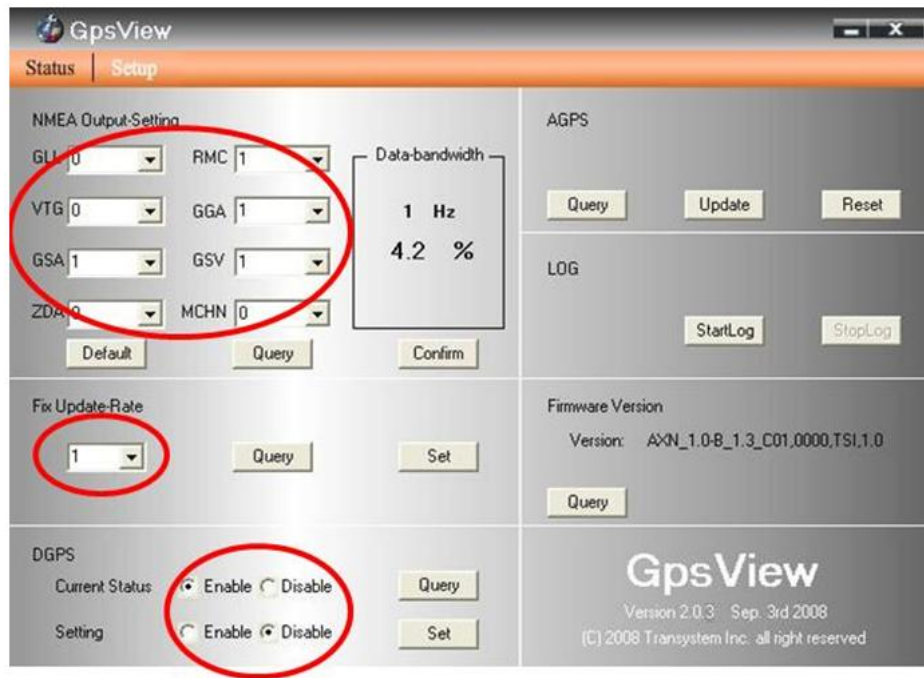 GpsView
Status | Setup
NMEA Output-Setting
GLL 0 RMC 1
VTG 0 GGA 1
GSA 1 GSV 1
ZDA 0 MCHN 0
Default Query Confirm
Data-bandwidth
1 Hz
4.2 %
Fix Update-Rate
1 Query Set
DGPS
Current Status Enable Disable Query
Setting Enable Disable Set
AGPS
Query Update Reset
LOG
StartLog StopLog
Firmware Version
Version: AXN_1.0-B_1.3_C01,0000,TSI,1.0
Query
GpsView
Version 2.0.3 Sep. 3rd 2008
(C) 2008 Transystem Inc. all right reserved